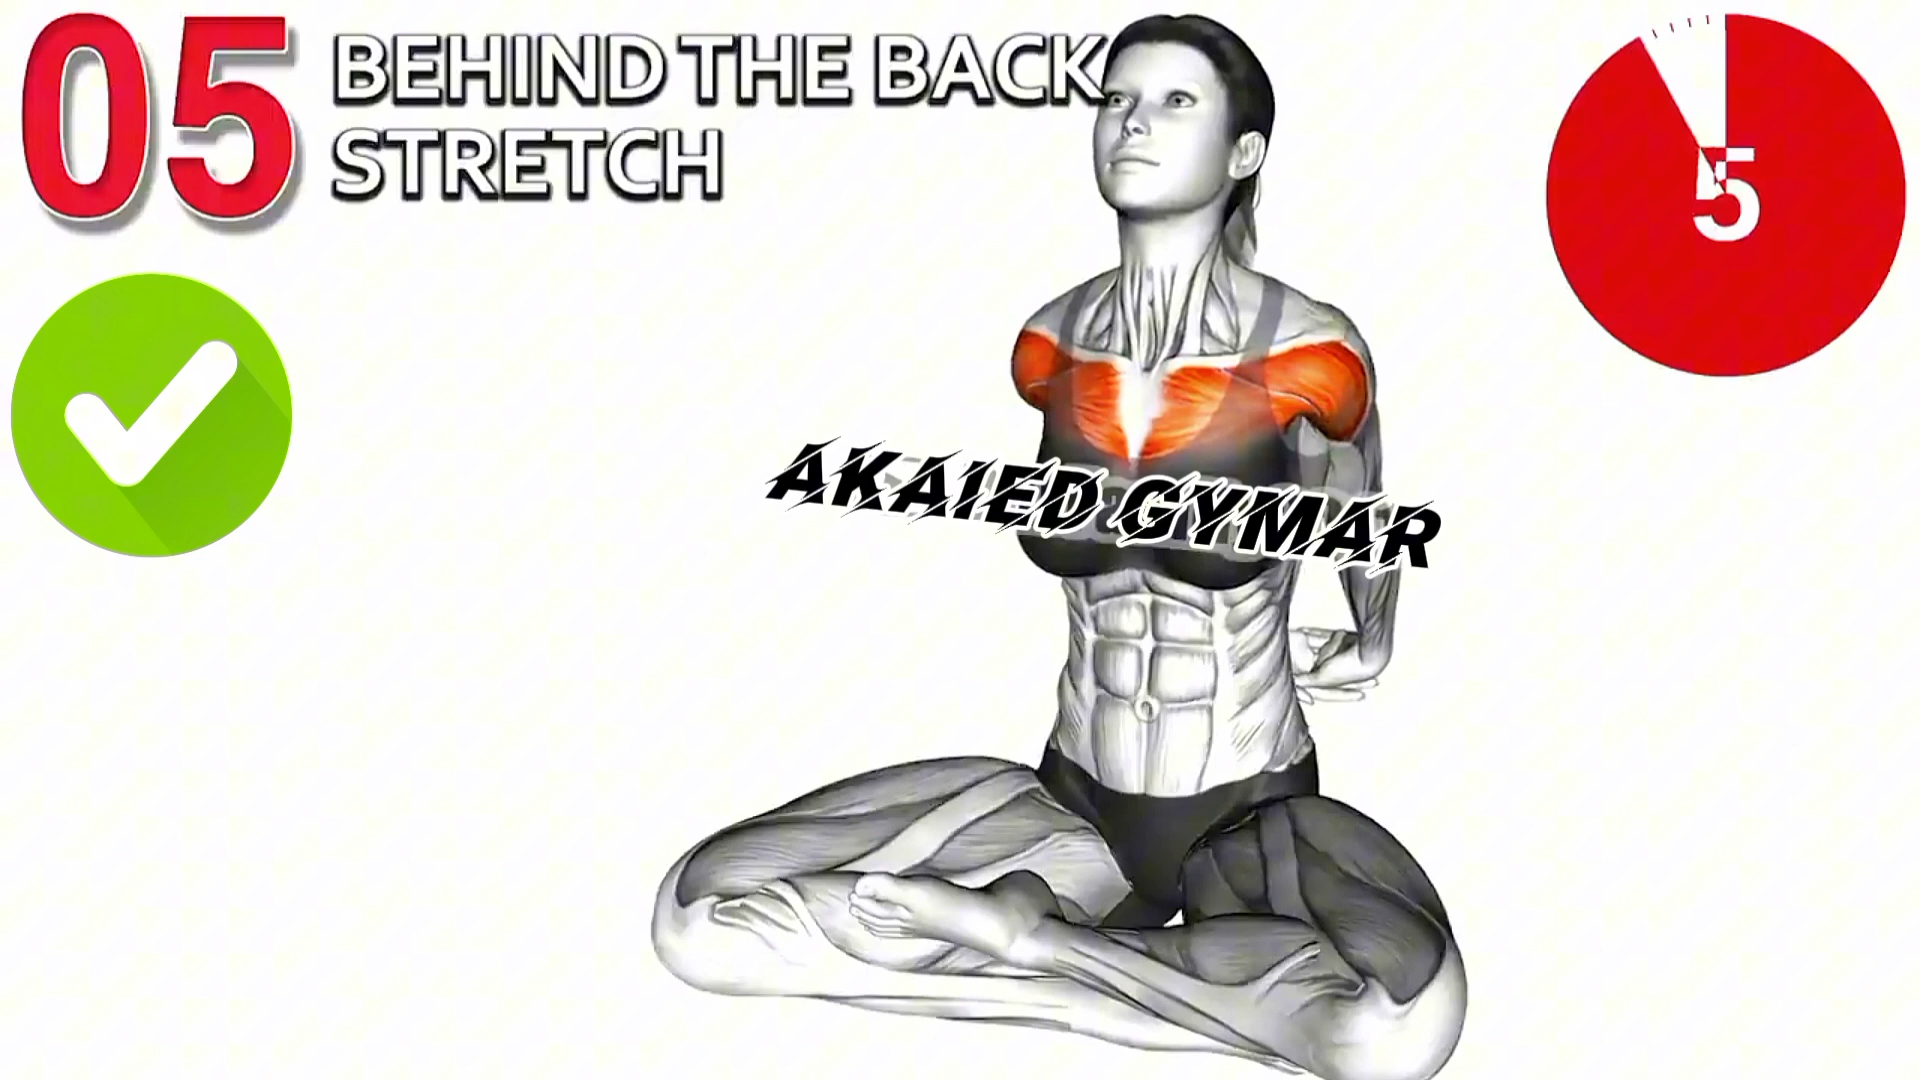 05
BEHIND THE BACK
STRETCH
5
AKAIED GYMAR